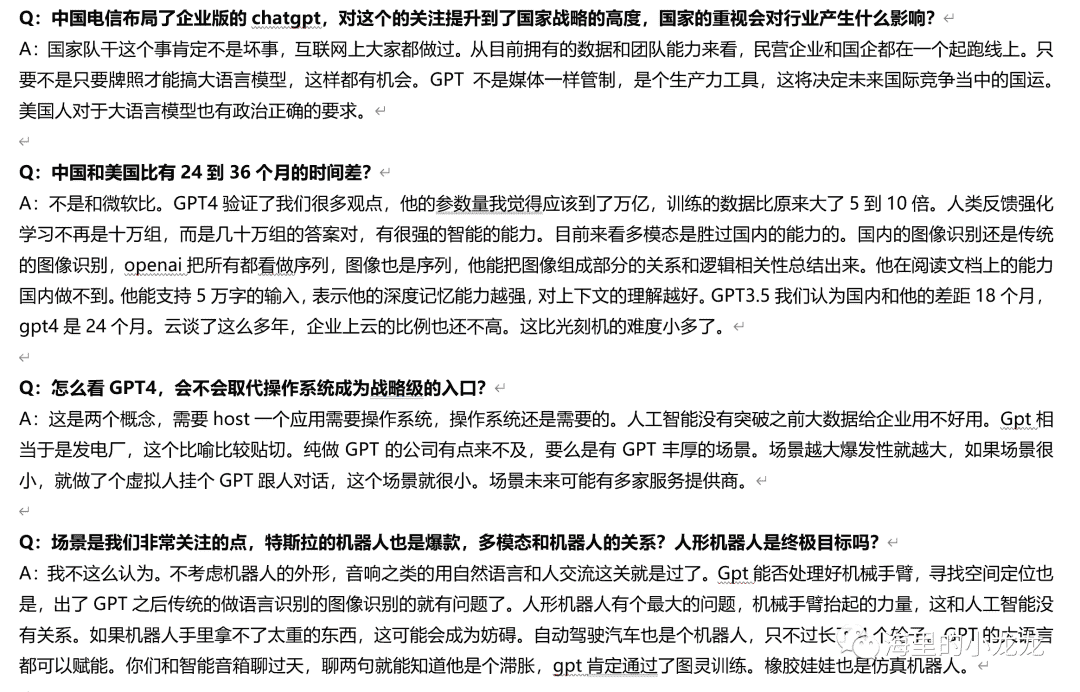 Q：中国电信布局了企业版的 chatgpt，对这个的关注提升到了国家战略的高度，国家的重视会对行业产生什么影响？
A：国家队干这个事肯定不是坏事，互联网上大家都做过。从目前拥有的数据和团队能力来看，民营企业和国企都在一个起跑线上。只
要不是只要牌照才能搞大语言模型，这样都有机会。GPT 不是媒体一样管制，是个生产力工具，这将决定未来国际竞争当中的国运。
美国人对于大语言模型也有政治正确的要求。
Q：中国和美国比有 24 到 36 个月的时间差？
A：不是和微软比。GPT4 验证了我们很多观点，他的参数量我觉得应该到了万亿，训练的数据比原来大了 5 到 10 倍。人类反馈强化
学习不再是十万组，而是几十万组的答案对，有很强的智能的能力。目前来看多模态是胜过国内的能力的。国内的图像识别还是传统
的图像识别，openai 把所有都看做序列，图像也是序列，他能把图像组成部分的关系和逻辑相关性总结出来。他在阅读文档上的能力
国内做不到。他能支持 5 万字的输入，表示他的深度记忆能力越强，对上下文的理解越好。GPT3.5 我们认为国内和他的差距 18 个月，
gpt4 是 24 个月。云谈了这么多年，企业上云的比例也还不高。这比光刻机的难度小多了。
Q：怎么看 GPT4，会不会取代操作系统成为战略级的入口？
A：这是两个概念，需要 host 一个应用需要操作系统，操作系统还是需要的。人工智能没有突破之前大数据给企业用不好用。Gpt 相
当于是发电厂，这个比喻比较贴切。纯做 GPT 的公司有点来不及，要么是有 GPT 丰厚的场景。场景越大爆发性就越大，如果场景很
小，就做了个虚拟人挂个 GPT 跟人对话，这个场景就很小。场景未来可能有多家服务提供商。
Q：场景是我们非常关注的点，特斯拉的机器人也是爆款，多模态和机器人的关系？人形机器人是终极目标吗？
A：我不这么认为。不考虑机器人的外形，音响之类的用自然语言和人交流这关就是过了。Gpt 能否处理好机械手臂，寻找空间定位也
是，出了 GPT 之后传统的做语言识别的图像识别的就有问题了。人形机器人有个最大的问题，机械手臂抬起的力量，这和人工智能没
有关系。如果机器人手里拿不了太重的东西，这可能会成为妨碍。自动驾驶汽车也是个机器人，只不过长了个轮子。GPT 的大语言
都可以赋能。你们和智能音箱聊过天，聊两句就能知道他是个滞胀，gpt 肯定通过了图灵训练。橡胶娃娃也是仿真机器人。
海里的小龙龙